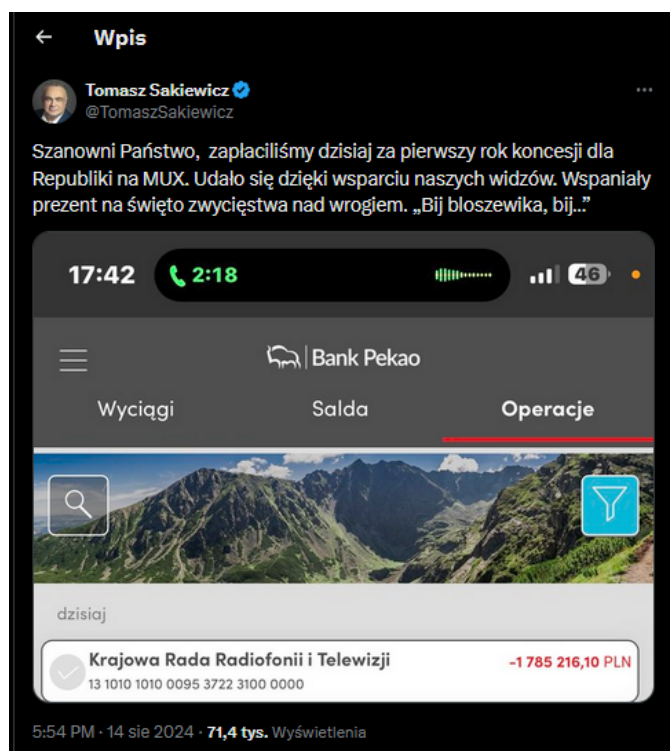 Wpis
Tomasz Sakiewicz
@TomaszSakiewicz
Szanowni Państwo, zapłaciliśmy dzisiaj za pierwszy rok koncesji dla
Republiki na MUX. Udało się dzięki wsparciu naszych widzów. Wspaniały
prezent na święto zwycięstwa nad wrogiem. „Bij bloszewika, bij...”
17:42 2:18 46
Bank Pekao
Wyciągi Salda Operacje
dzisiaj
Krajowa Rada Radiofonii i Telewizji -1 785 216,10 PLN
13 1010 1010 0095 3722 3100 0000
5:54 PM · 14 sie 2024 · 71,4 tys. Wyświetlenia